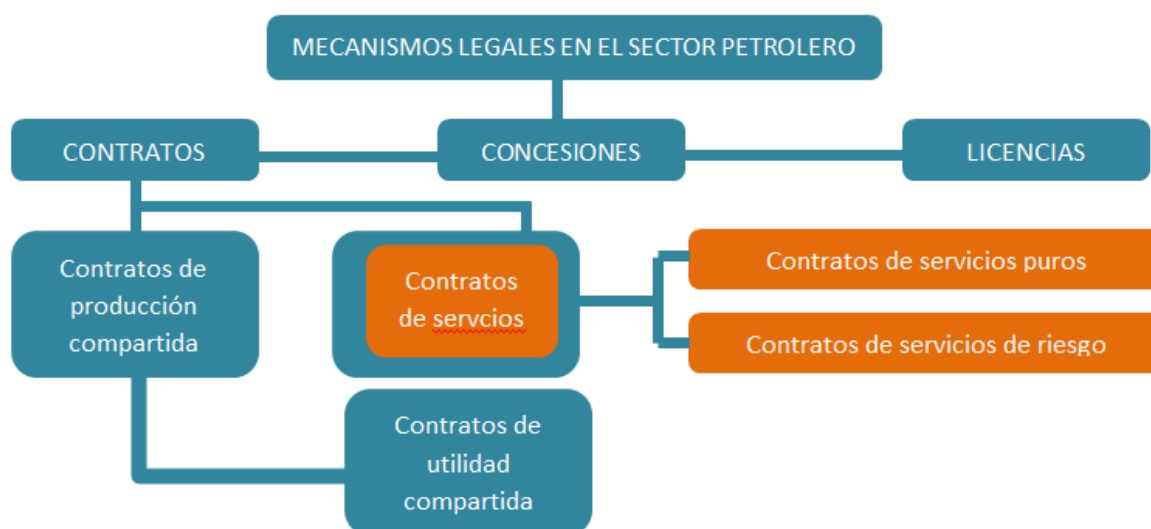 MECANISMOS LEGALES EN EL SECTOR PETROLERO
CONTRATOS
CONCESIONES
LICENCIAS
Contratos de
producción
compartida
Contratos
de servcios
Contratos de servicios puros
Contratos de servicios de riesgo
Contratos de
utilidad
compartida